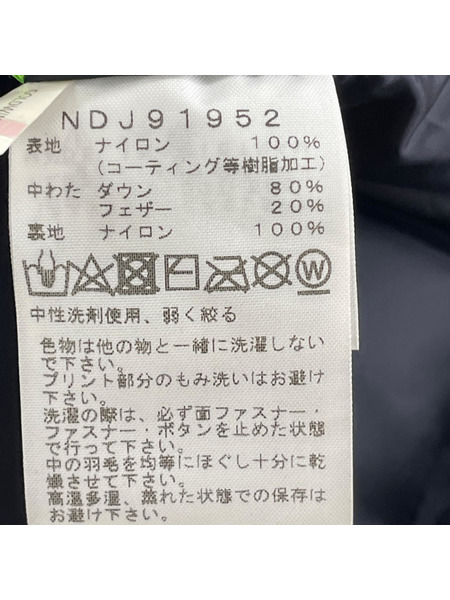 NDJ91952
表地 ナイロン 100%
(コーティング等樹脂加工)
中わた ダウン 80%
フェザー 20%
裏地 ナイロン 100%
W
中性洗剤使用、弱く絞る
色物は他の物と一緒に洗濯しない
で下さい。
プリント部分のもみ洗いはお避け
下さい。
洗濯の際は、必ず面ファスナー・
ファスナー・ボタンを止めた状態
で行って下さい。
中の羽毛を均等にほぐし十分に乾
燥させて下さい。
高温多湿、蒸れた状態での保存は
お避け下さい。